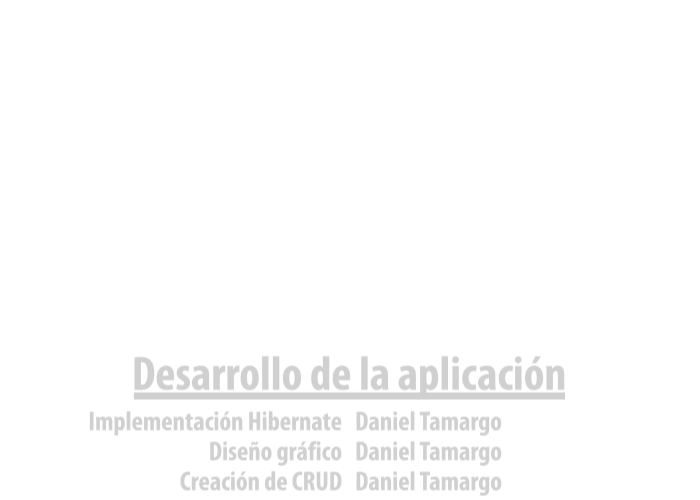 Desarrollo de la aplicación
Implementación Hibernate Daniel Tamargo
Diseño gráfico Daniel Tamargo
Creación de CRUD Daniel Tamargo